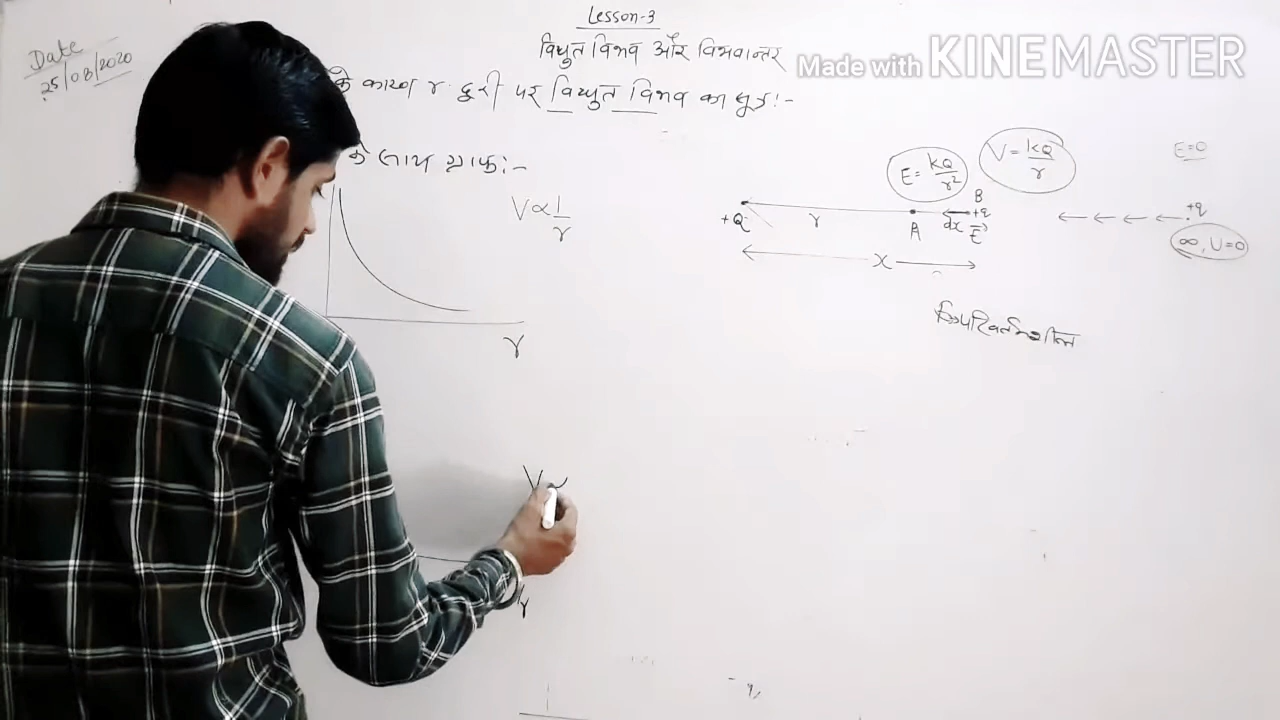 Lesson-3
विद्युत विभव और विभवान्तर
Made with KINEMASTER
Date
25/08/2020
के कारण r दूरी पर विद्युत विभव का सूत्र:-
के साथ ग्राफ:-
V∝1/r
r
E = kQ/r²
V = kQ/r
E=0
+Q
r
A
dx
B
+q
E
x
+q
∞, U=0
V
r